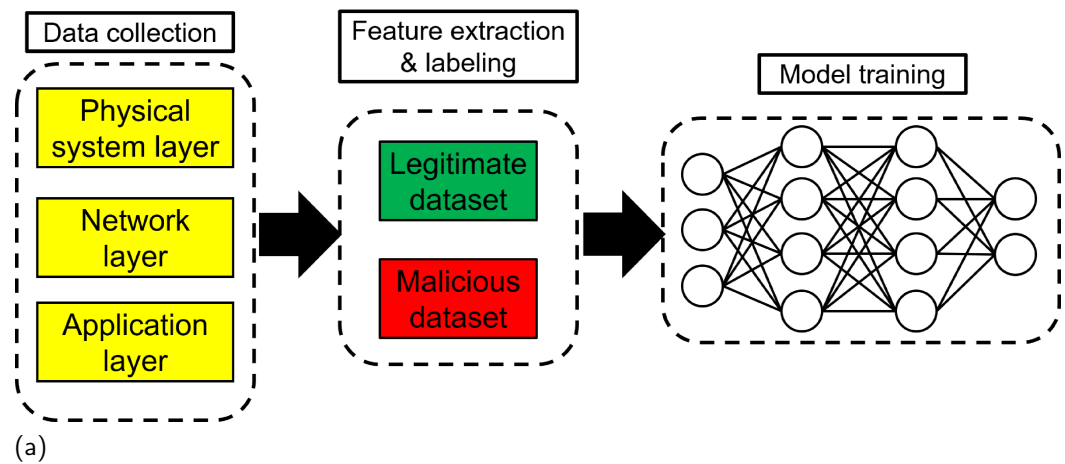 Data collection
Physical
system layer
Network
layer
Application
layer
Feature extraction
& labeling
Legitimate
dataset
Malicious
dataset
Model training
(a)